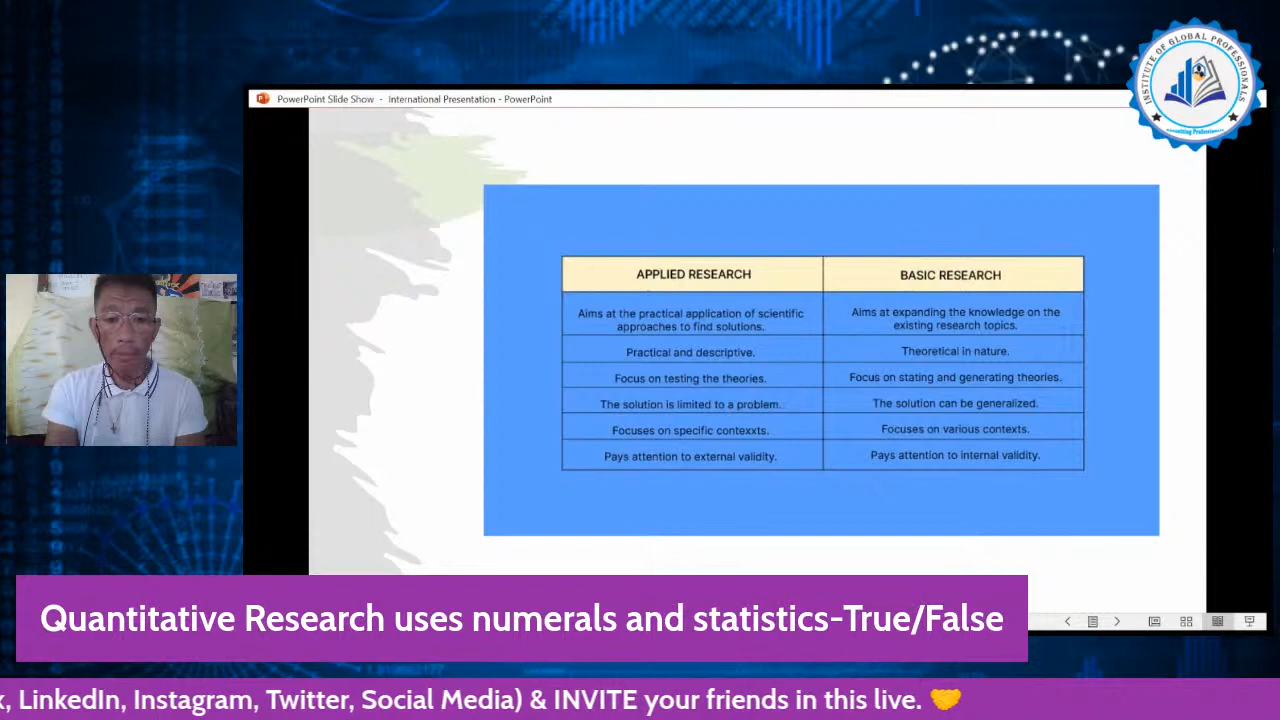 INSTITUTE OF GLOBAL PROFESSIONALS
PowerPoint Slide Show - International Presentation - PowerPoint
APPLIED RESEARCH
BASIC RESEARCH
Aims at the practical application of scientific
approaches to find solutions.
Aims at expanding the knowledge on the
existing research topics.
Practical and descriptive.
Theoretical in nature.
Focus on testing the theories.
Focus on stating and generating theories.
The solution is limited to a problem.
The solution can be generalized.
Focuses on specific contexxts.
Focuses on various contexts.
Pays attention to external validity.
Pays attention to internal validity.
Quantitative Research uses numerals and statistics-True/False
, LinkedIn, Instagram, Twitter, Social Media) & INVITE your friends in this live. 🤝